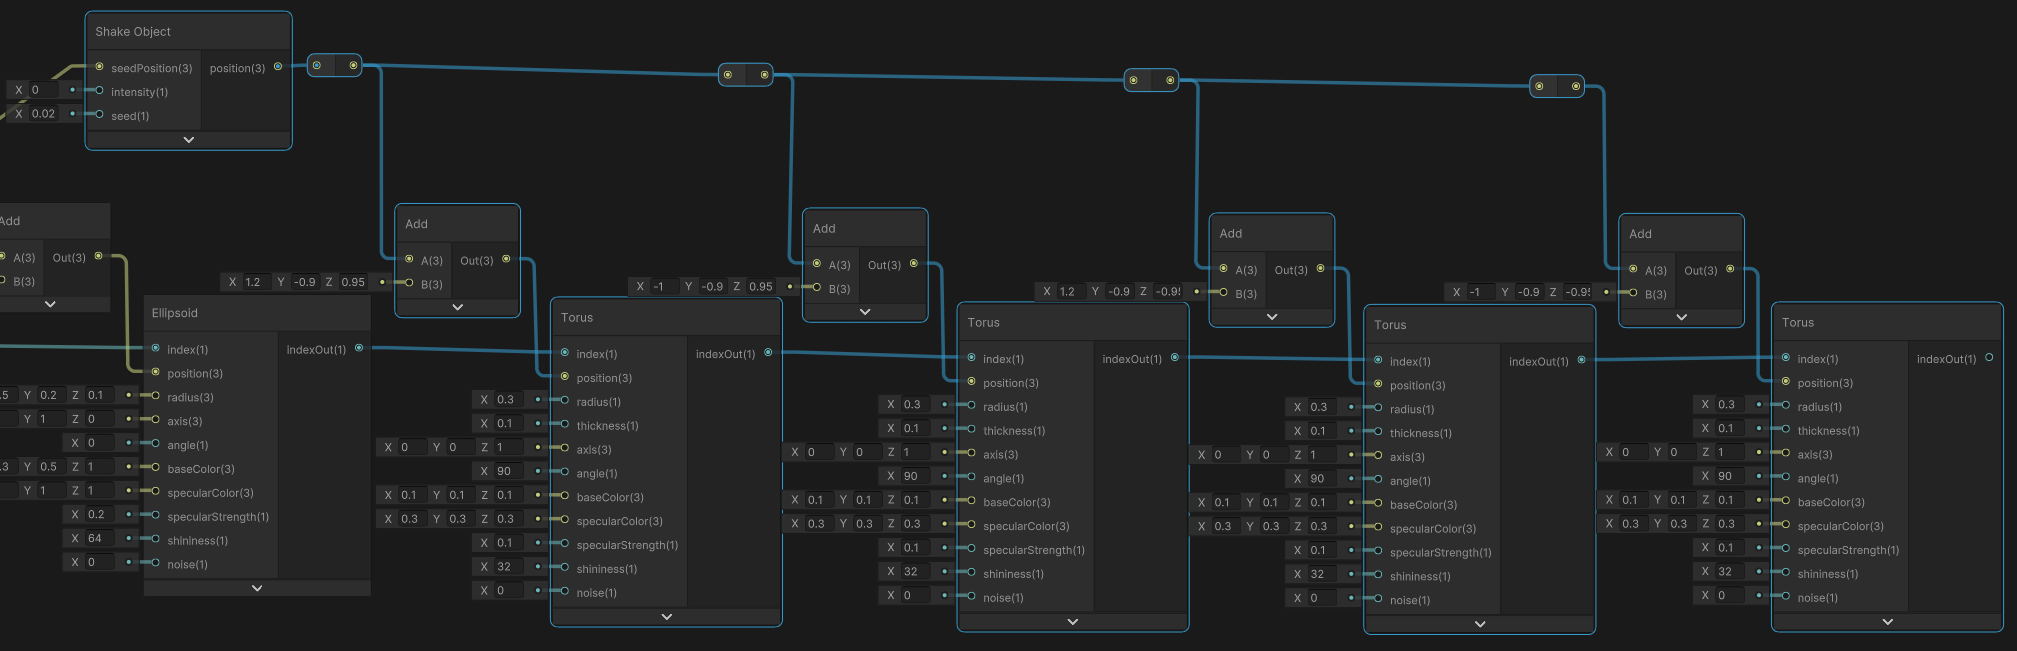 Shake Object
seedPosition(3) position(3)
X 0 intensity(1)
X 0.02 seed(1)
Add
A(3) Out(3)
B(3)
Ellipsoid
index(1) IndexOut(1)
position(3)
.5 Y 0.2 Z 0.1 radius(3)
Y 1 Z 0 axis(3)
X 0 angle(1)
.3 Y 0.5 Z 1 baseColor(3)
Y 1 Z 1 specularColor(3)
X 0.2 specularStrength(1)
X 64 shininess(1)
X 0 noise(1)
Add
A(3) Out(3)
X 1.2 Y -0.9 Z 0.95 B(3)
Torus
index(1) indexOut(1)
position(3)
X 0.3 radius(1)
X 0.1 thickness(1)
X 0 Y 0 Z 1 axis(3)
X 90 angle(1)
X 0.1 Y 0.1 Z 0.1 baseColor(3)
X 0.3 Y 0.3 Z 0.3 specularColor(3)
X 0.1 specularStrength(1)
X 32 shininess(1)
X 0 noise(1)
Add
A(3) Out(3)
X -1 Y -0.9 Z 0.95 B(3)
Torus
index(1) indexOut(1)
position(3)
X 0.3 radius(1)
X 0.1 thickness(1)
X 0 Y 0 Z 1 axis(3)
X 90 angle(1)
X 0.1 Y 0.1 Z 0.1 baseColor(3)
X 0.3 Y 0.3 Z 0.3 specularColor(3)
X 0.1 specularStrength(1)
X 32 shininess(1)
X 0 noise(1)
Add
A(3) Out(3)
X 1.2 Y -0.9 Z -0.9 B(3)
Torus
index(1) indexOut(1)
position(3)
X 0.3 radius(1)
X 0.1 thickness(1)
X 0 Y 0 Z 1 axis(3)
X 90 angle(1)
X 0.1 Y 0.1 Z 0.1 baseColor(3)
X 0.3 Y 0.3 Z 0.3 specularColor(3)
X 0.1 specularStrength(1)
X 32 shininess(1)
X 0 noise(1)
Add
A(3) Out(3)
X -1 Y -0.9 Z -0.9 B(3)
Torus
index(1) indexOut(1)
position(3)
X 0.3 radius(1)
X 0.1 thickness(1)
X 0 Y 0 Z 1 axis(3)
X 90 angle(1)
X 0.1 Y 0.1 Z 0.1 baseColor(3)
X 0.3 Y 0.3 Z 0.3 specularColor(3)
X 0.1 specularStrength(1)
X 32 shininess(1)
X 0 noise(1)